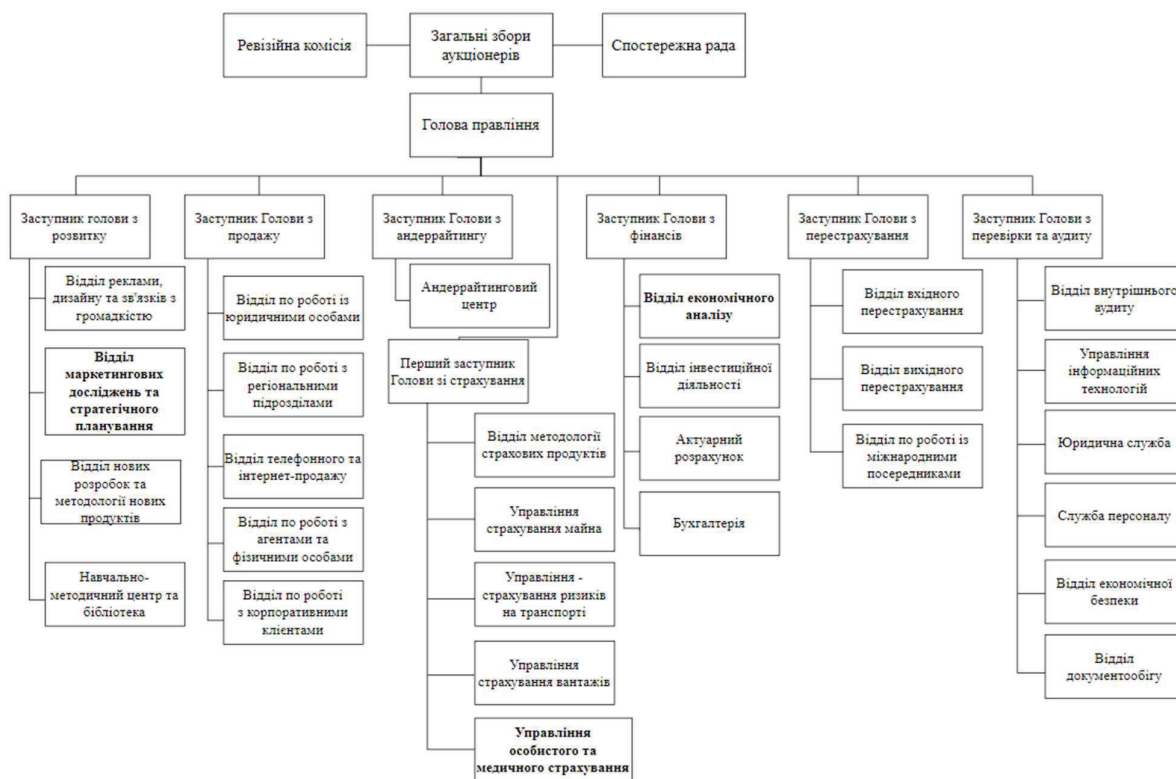 Ревізійна комісія
Загальні збори
аукціонерів
Спостережна рада
Голова правління
Заступник голови з
розвитку
Заступник Голови з
продажу
Заступник Голови з
андеррайтингу
Заступник Голови з
фінансів
Заступник Голови з
перестрахування
Заступник Голови з
перевірки та аудиту
Відділ реклами,
дизайну та зв'язків з
громадкістю
Відділ
маркетингових
досліджень та
стратегічного
планування
Відділ нових
розробок та
методології нових
продуктів
Навчально-
методичний центр та
бібліотека
Відділ по роботі із
юридичними особами
Відділ по роботі з
регіональними
підрозділами
Відділ телефонного та
інтернет-продажу
Відділ по роботі з
агентами та
фізичними особами
Відділ по роботі
з корпоративними
клієнтами
Андеррайтинговий
центр
Перший заступник
Голови зі страхування
Відділ методології
страхових продуктів
Управління
страхування майна
Управління -
страхування ризиків
на транспорті
Управління
страхування вантажів
Управління
особистого та
медичного страхування
Відділ економічного
аналізу
Відділ інвестиційної
діяльності
Актуарний
розрахунок
Бухгалтерія
Відділ вхідного
перестрахування
Відділ вихідного
перестрахування
Відділ по роботі із
міжнародними
посередниками
Відділ внутрішнього
аудиту
Управління
інформаційних
технологій
Юридична служба
Служба персоналу
Відділ економічної
безпеки
Відділ
документообігу